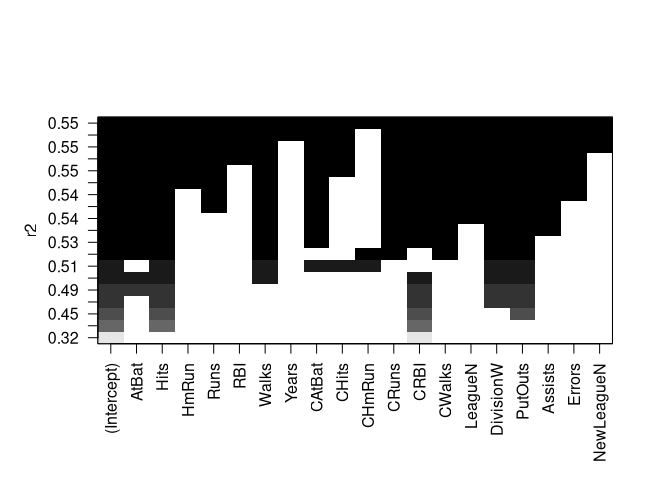 0.55
0.55
0.55
0.54
0.54
0.53
0.51
0.49
0.45
0.32
r2
(Intercept)
AtBat
Hits
HmRun
Runs
RBI
Walks
Years
CAtBat
CHits
CHmRun
CRuns
CRBI
CWalks
LeagueN
DivisionW
PutOuts
Assists
Errors
NewLeagueN